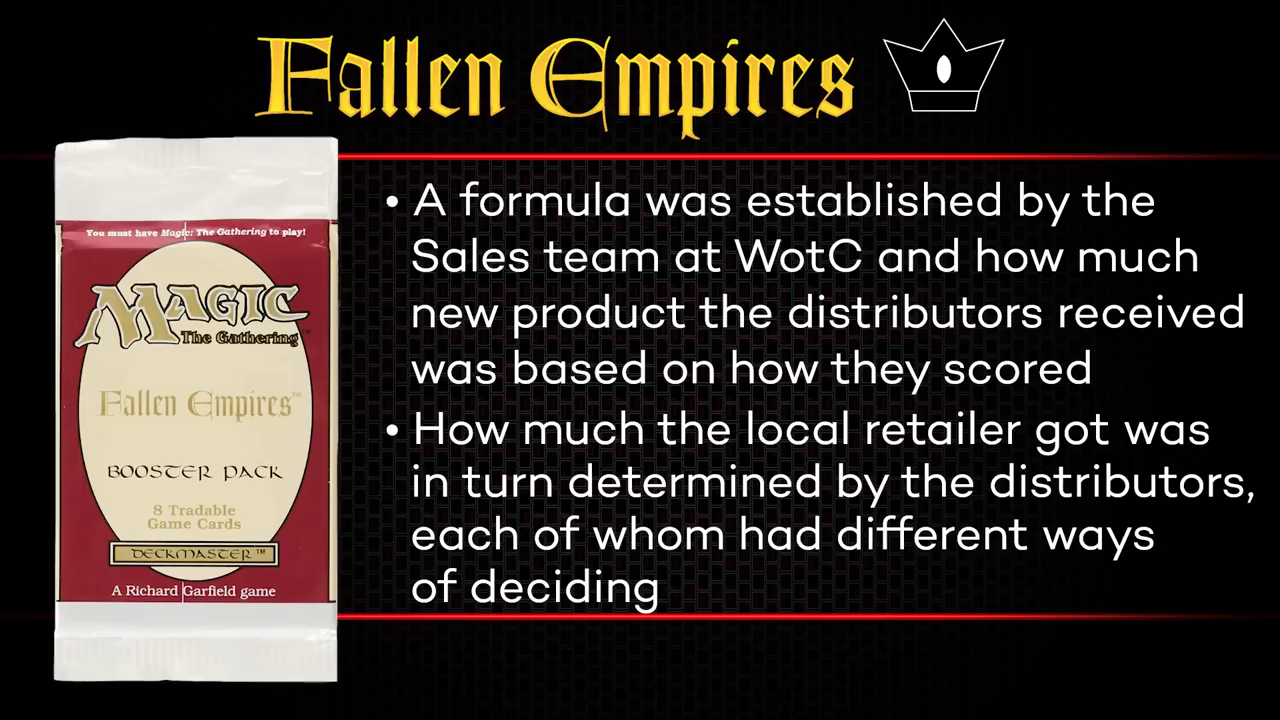 Fallen Empires
You must have Magic: The Gathering to play!
MAGIC
The Gathering™
Fallen Empires™
BOOSTER PACK
8 Tradable
Game Cards
DECKMASTER™
A Richard Garfield game
• A formula was established by the
Sales team at WotC and how much
new product the distributors received
was based on how they scored
• How much the local retailer got was
in turn determined by the distributors,
each of whom had different ways
of deciding